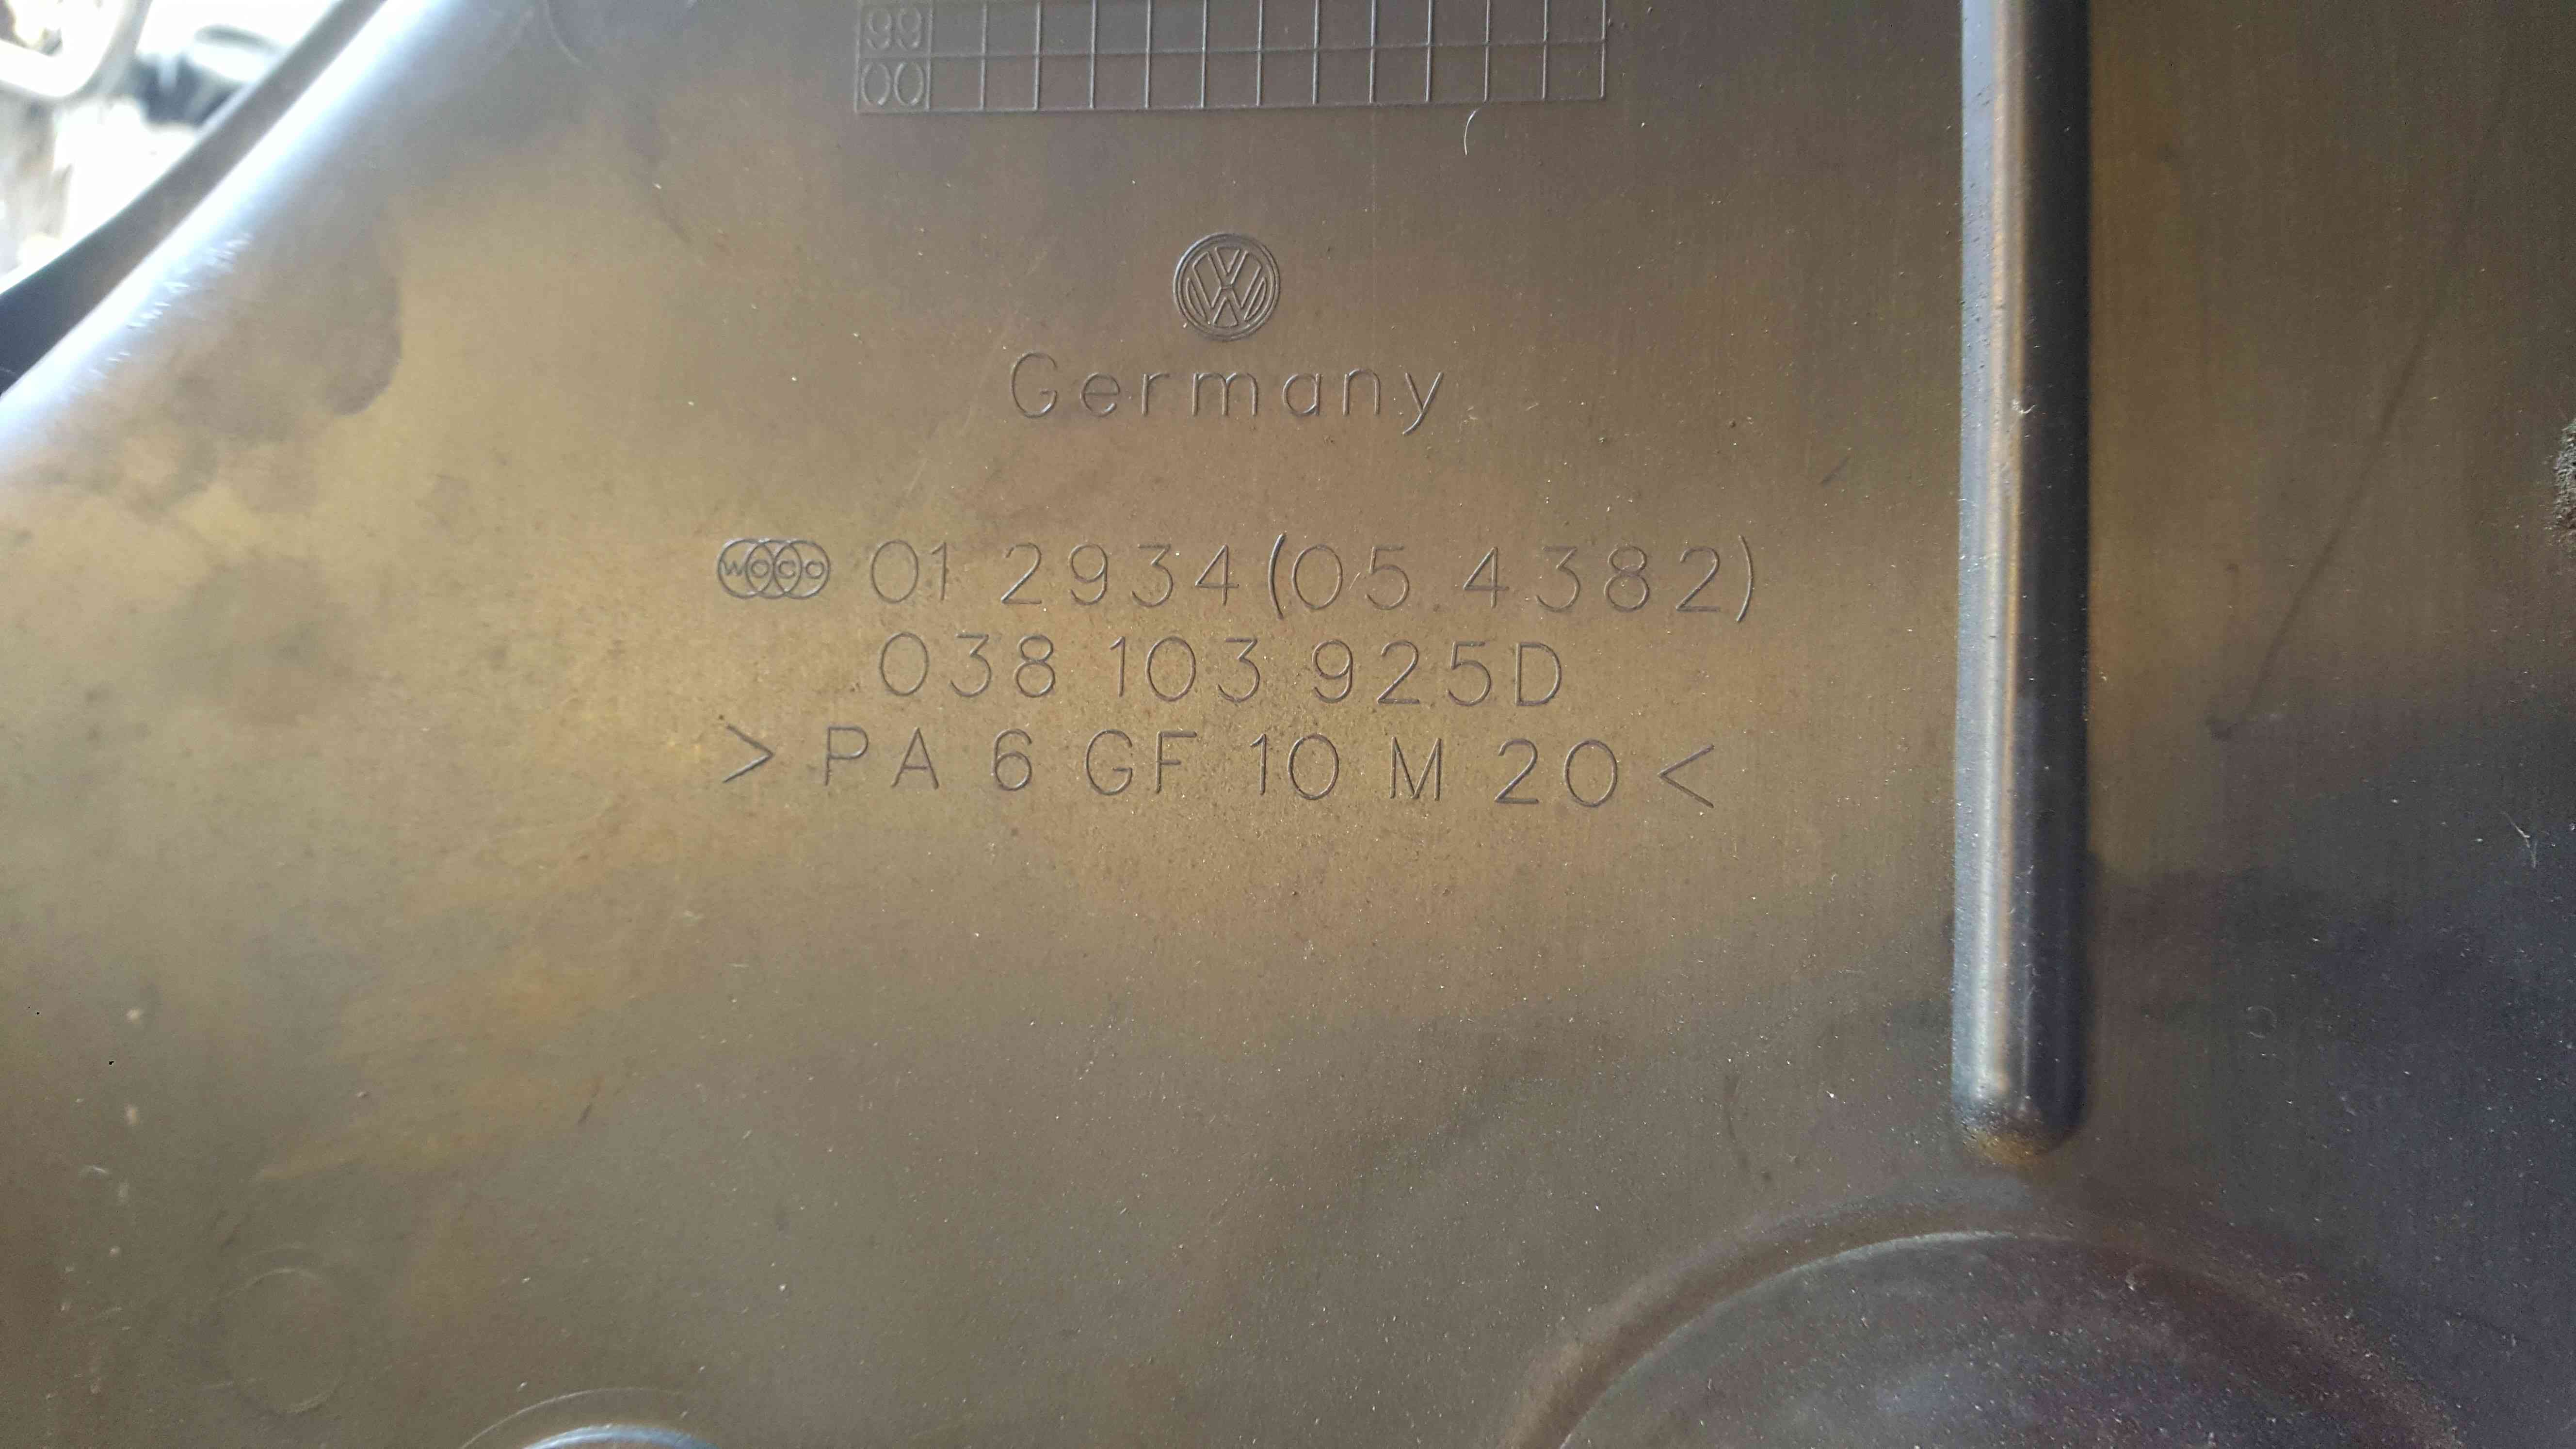 99
00
Germany
WOCO 01 2934(05.4382)
038 103 925D
> PA 6 GF 10 M 20 <